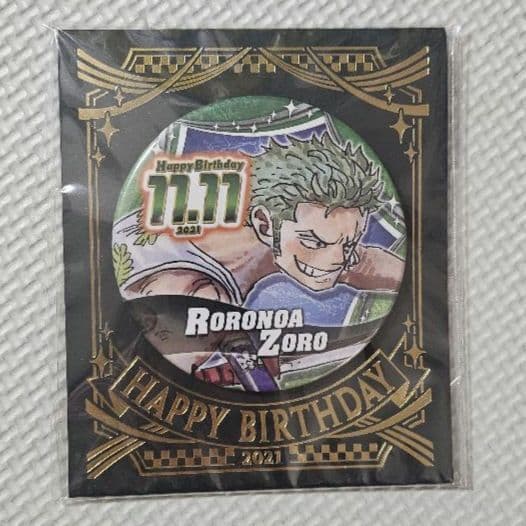 Happy Birthday
11.11
2021
RORONOA
ZORO
HAPPY BIRTHDAY
2021